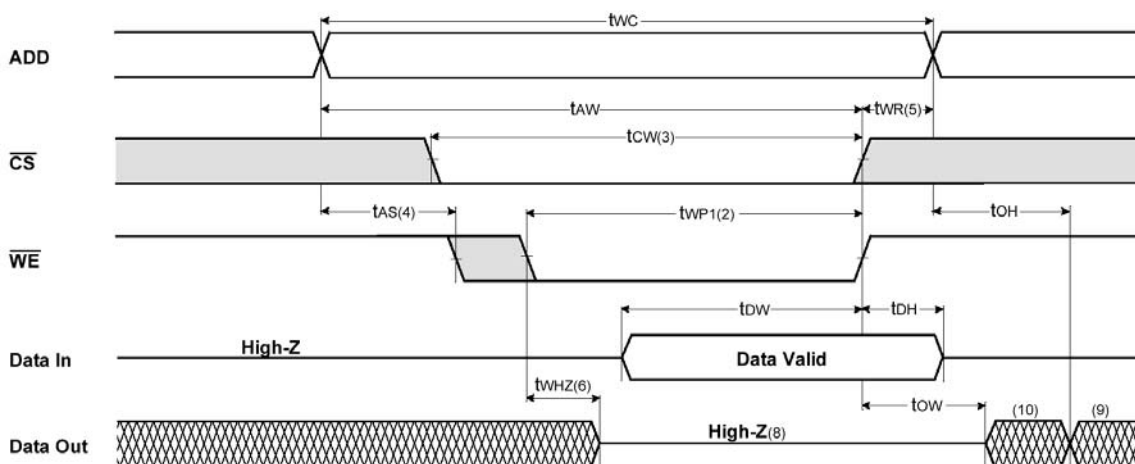 tWC
ADD
tAW
tWR(5)
tCW(3)
CS
tAS(4)
tWP1(2)
tOH
WE
tDW
tDH
High-Z
Data In
Data Valid
tWHZ(6)
tOW
High-Z(8)
(10)
(9)
Data Out